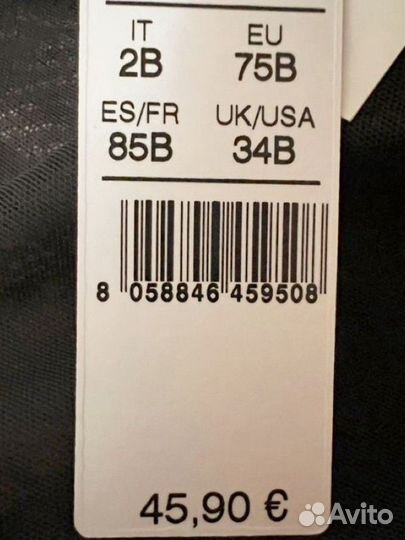 IT EU
2B 75B
ES/FR UK/USA
85B 34B
8 058846 459508
45,90 €
Avito